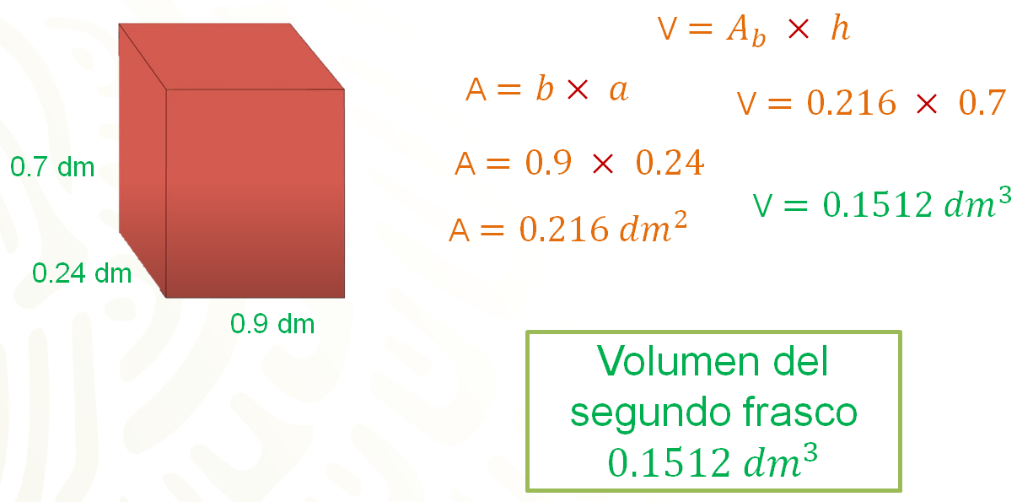 0.7 dm
0.24 dm
0.9 dm
V = A_b × h
A = b × a
V = 0.216 × 0.7
A = 0.9 × 0.24
V = 0.1512 dm³
A = 0.216 dm²
Volumen del
segundo frasco
0.1512 dm³